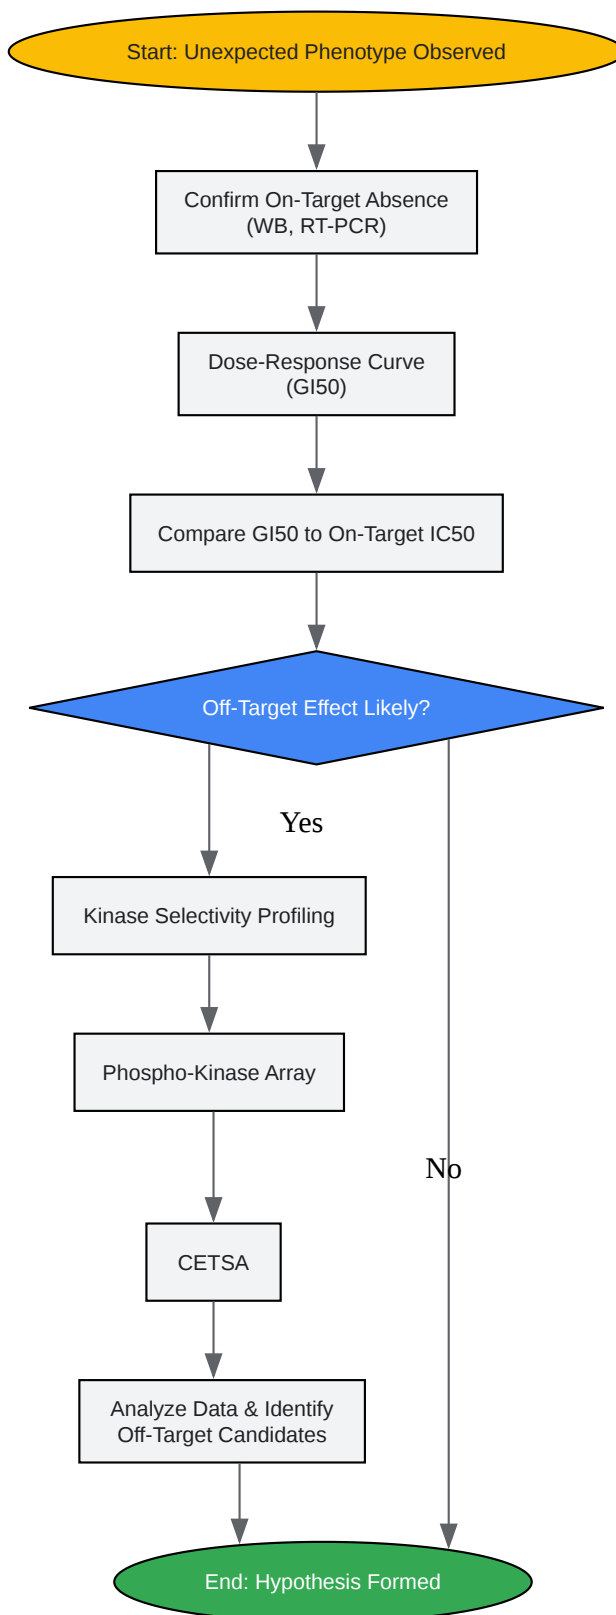 Start: Unexpected Phenotype Observed
Confirm On-Target Absence
(WB, RT-PCR)
Dose-Response Curve
(GI50)
Compare GI50 to On-Target IC50
Off-Target Effect Likely?
Yes
Kinase Selectivity Profiling
Phospho-Kinase Array
No
CETSA
Analyze Data & Identify
Off-Target Candidates
End: Hypothesis Formed